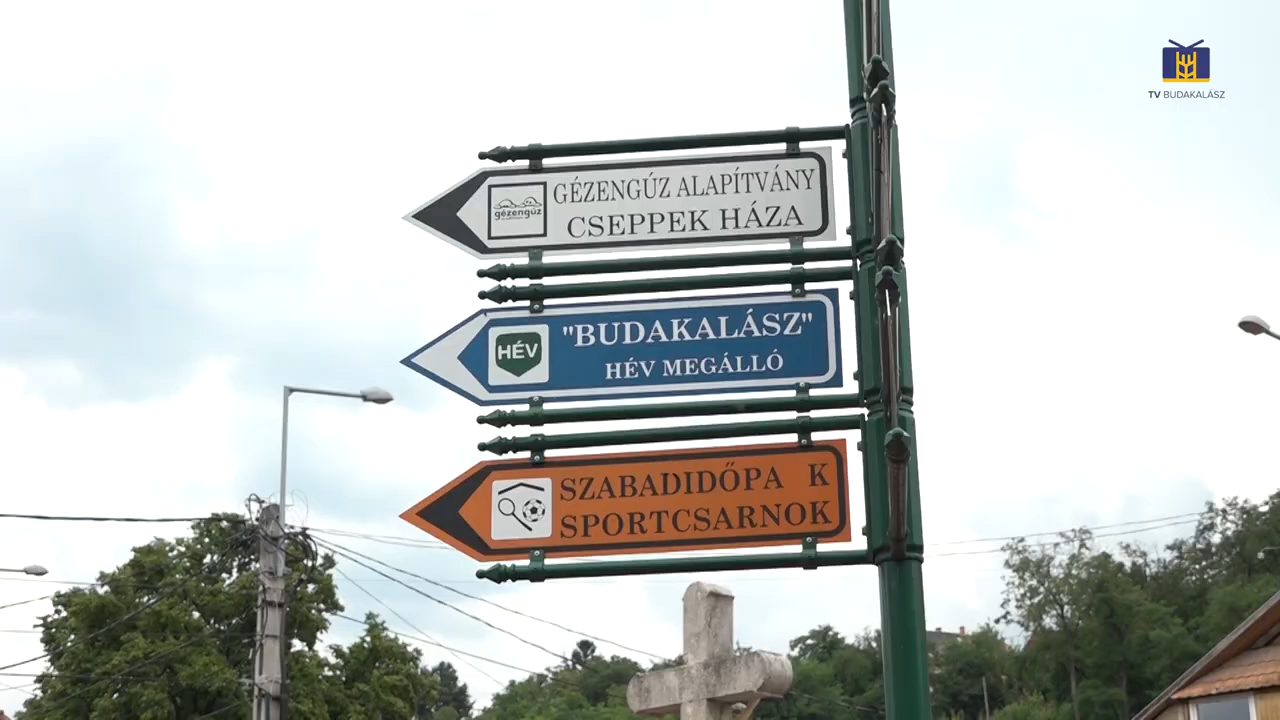 TV BUDAKALÁSZ
gézengúz
GÉZENGÚZ ALAPÍTVÁNY
CSEPPEK HÁZA
HÉV
"BUDAKALÁSZ"
HÉV MEGÁLLÓ
SZABADIDŐPA K
SPORTCSARNOK